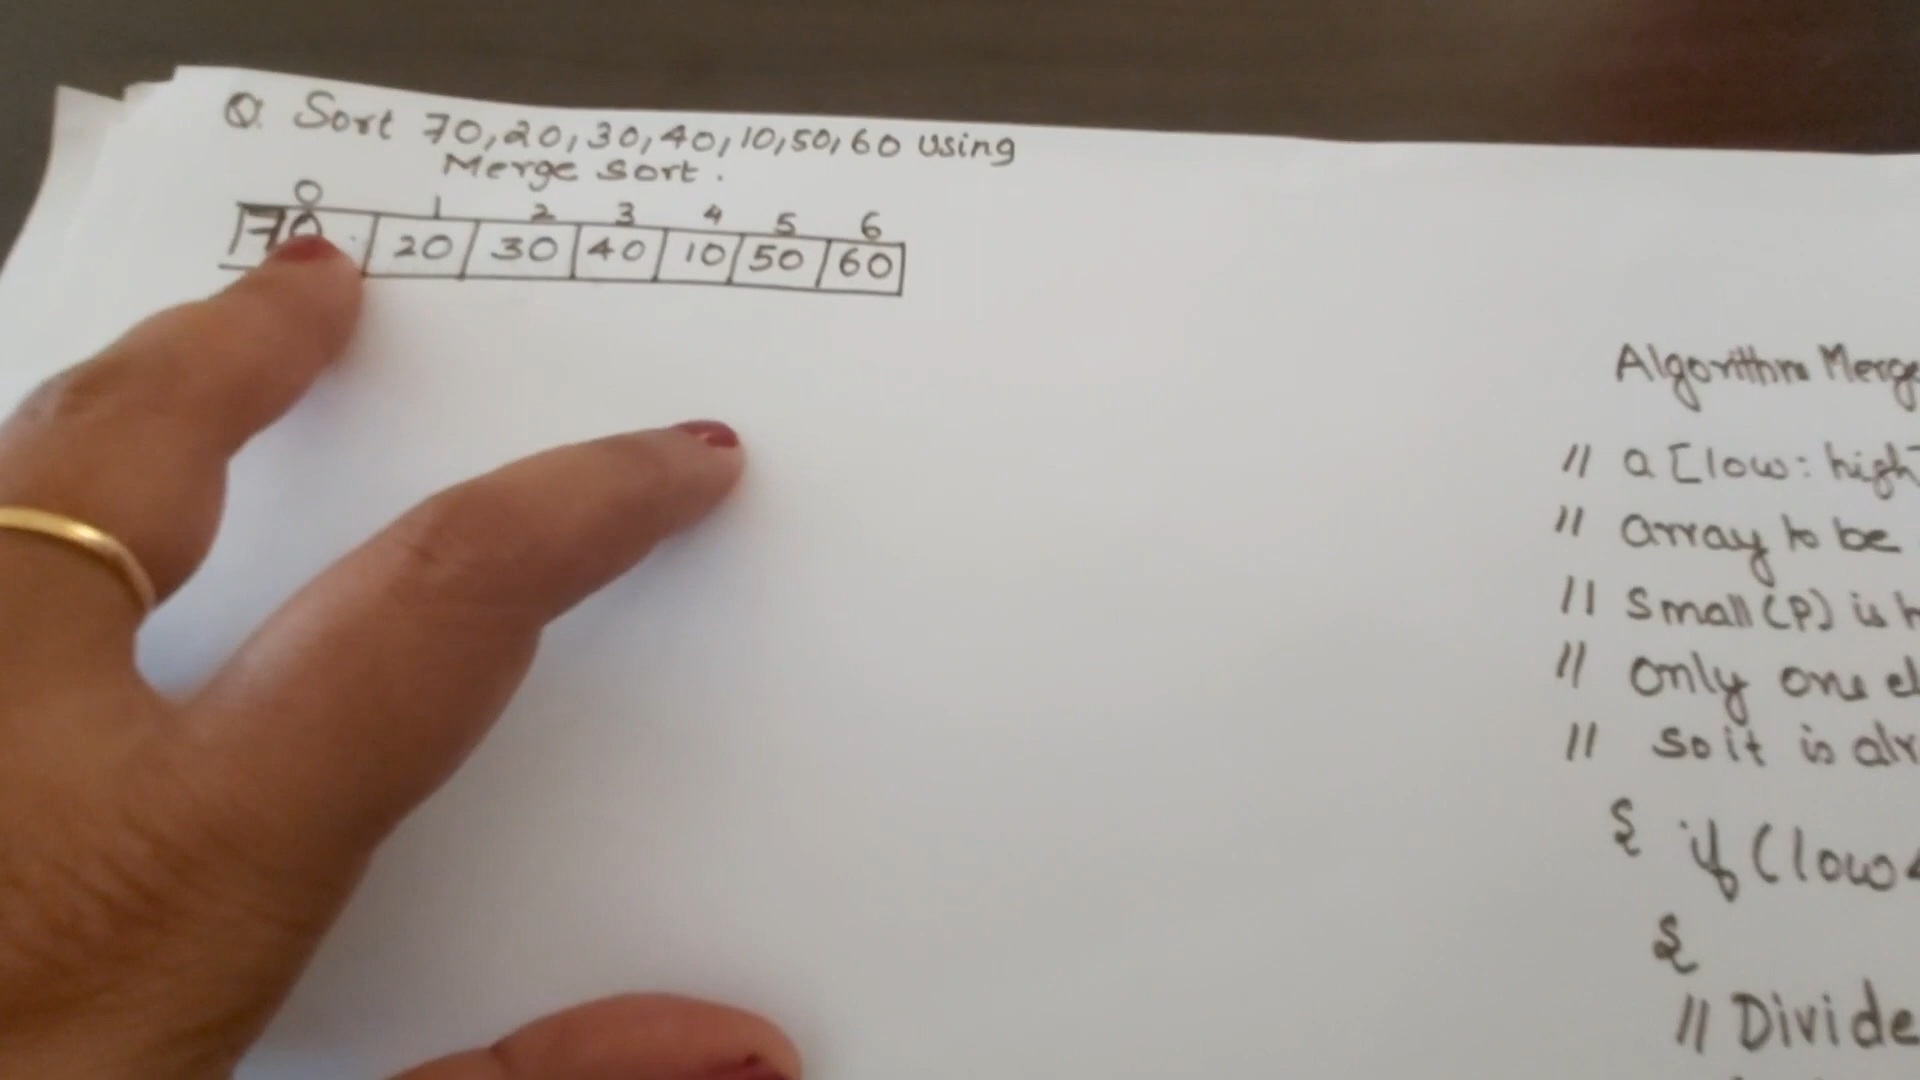 Q. Sort 70,20,30,40,10,50,60 using
Merge sort.
0 1 2 3 4 5 6
70 20 30 40 10 50 60
Algorithm Merge
// a[low:high]
// array to be
// Small(P) is
// only one
// so it is
{ if (low<
{
// Divide